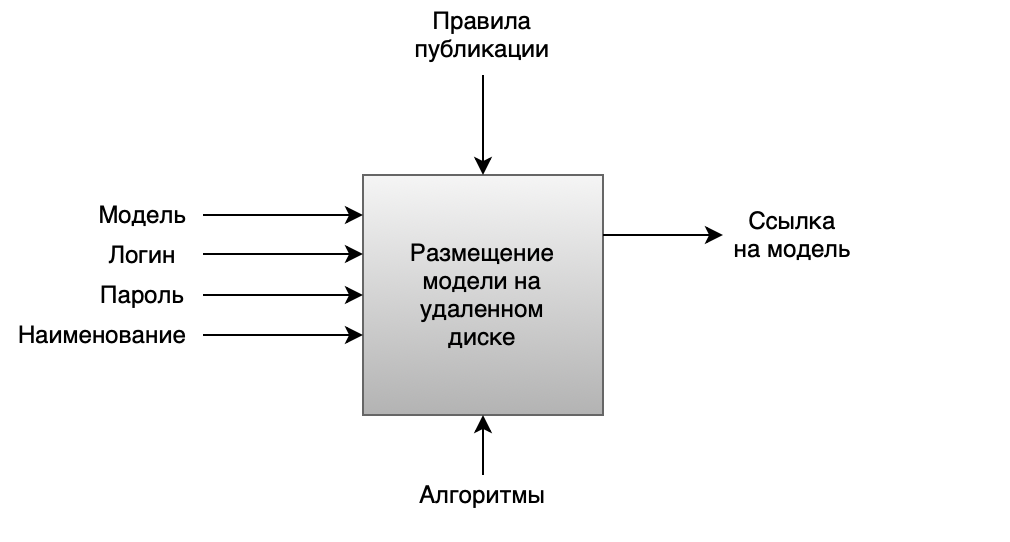 Правила
публикации
Модель
Логин
Пароль
Наименование
Размещение
модели на
удаленном
диске
Ссылка
на модель
Алгоритмы